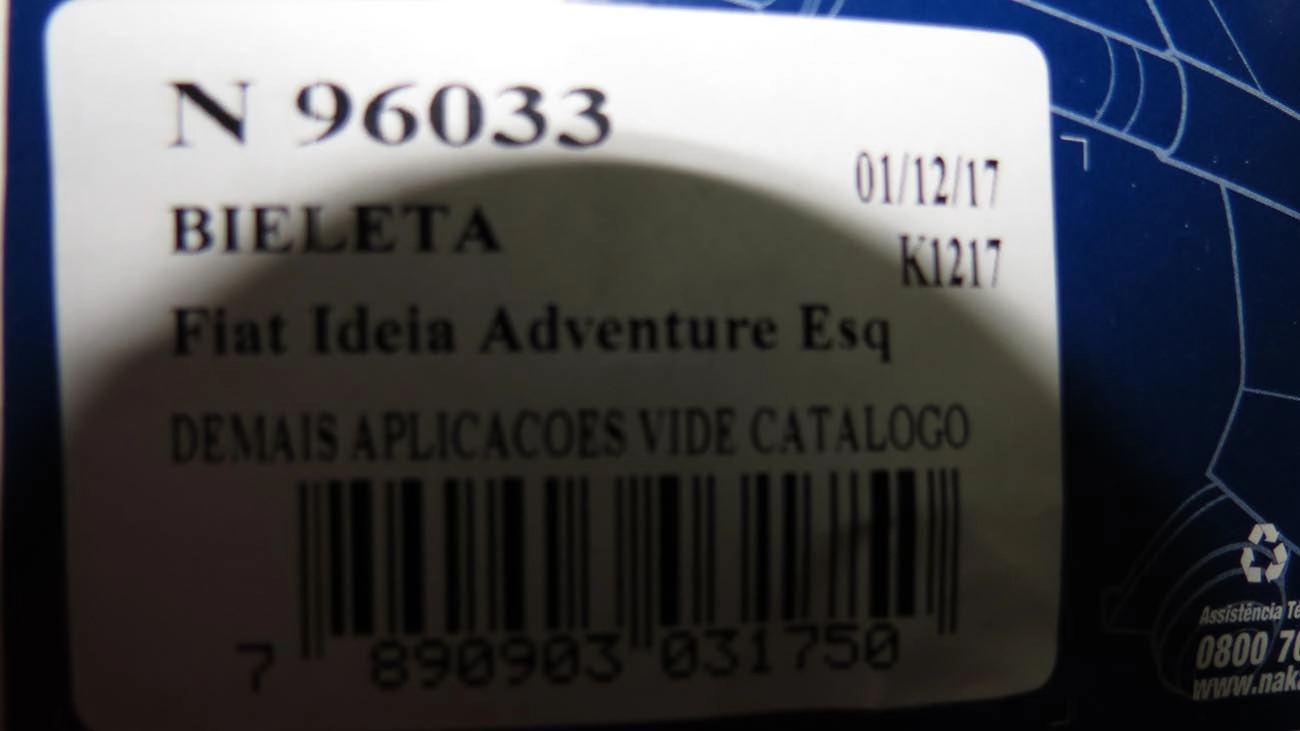 N 96033
01/12/17
BIELETA
K1217
Fiat Ideia Adventure Esq
DEMAIS APLICACOES VIDE CATALOGO
7 890903 031750
Assistência
0800